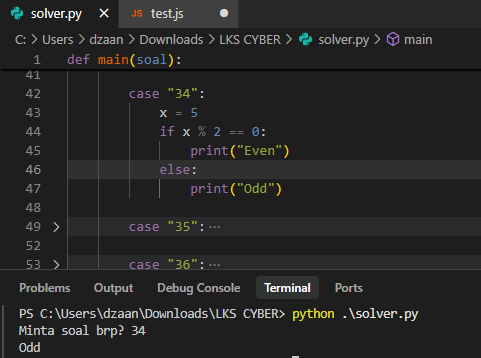 solver.py JS test.js
C: > Users > dzaan > Downloads > LKS CYBER > solver.py > main
1 def main(soal):
41
42 case "34":
43 x = 5
44 if x % 2 == 0:
45 print("Even")
46 else:
47 print("Odd")
48
49 case "35":…
52
53 case "36":…
Problems Output Debug Console Terminal Ports
PS C:\Users\dzaan\Downloads\LKS CYBER> python .\solver.py
Minta soal brp? 34
Odd